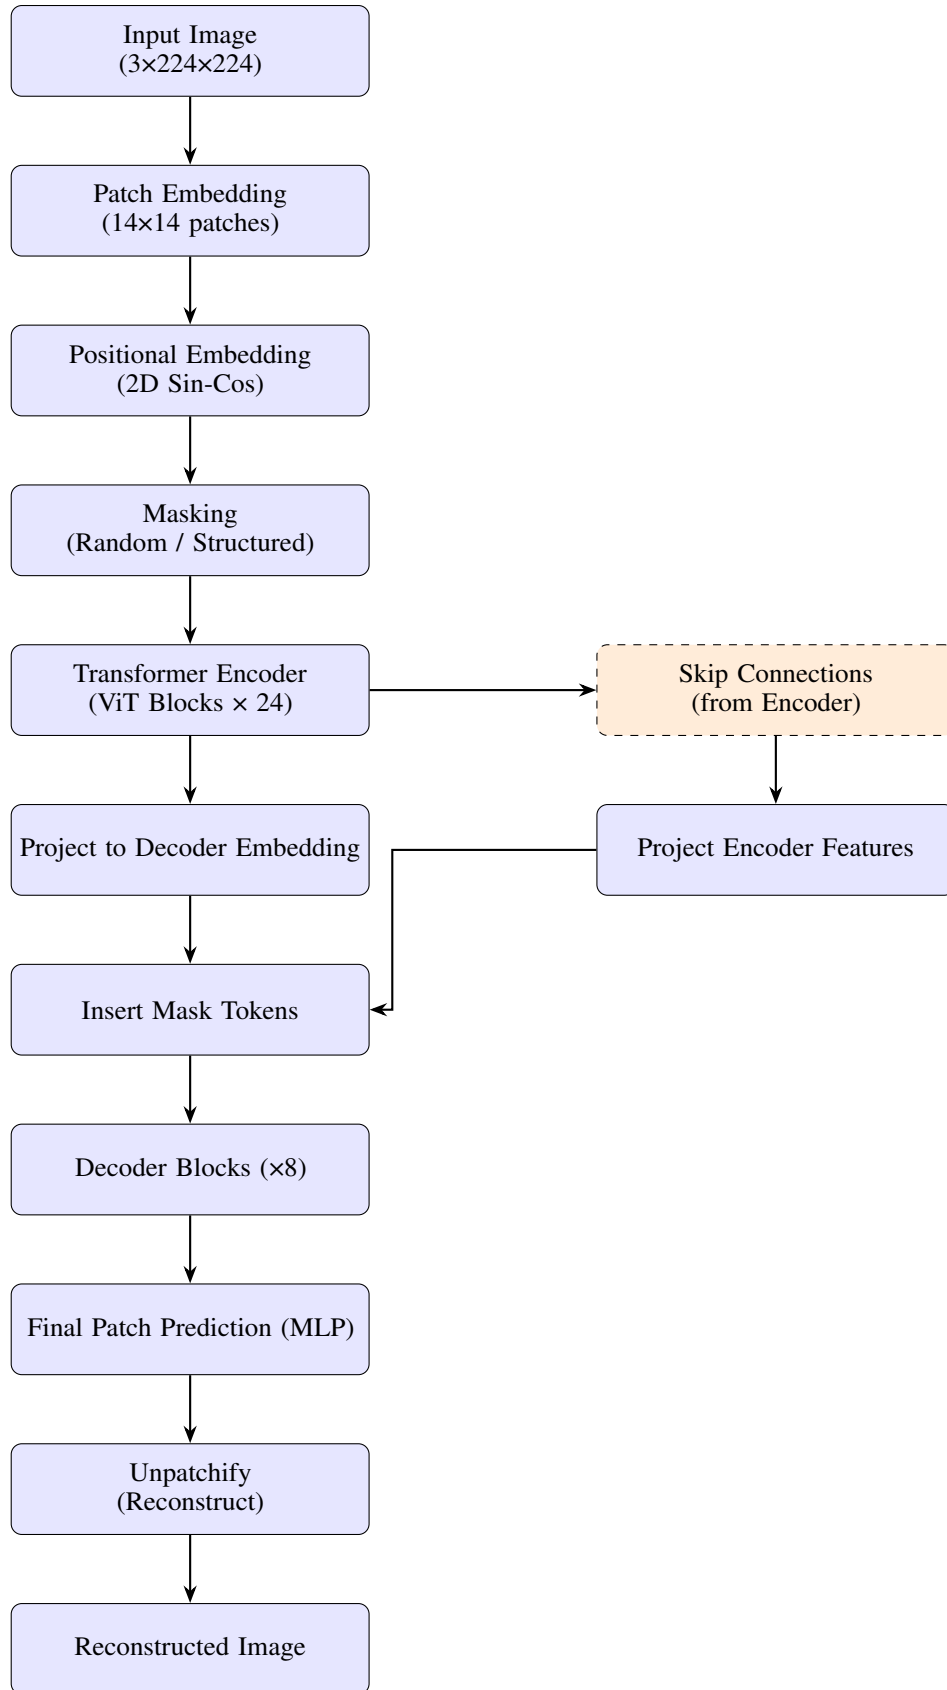 Input Image
(3×224×224)
Patch Embedding
(14×14 patches)
Positional Embedding
(2D Sin-Cos)
Masking
(Random / Structured)
Transformer Encoder
(ViT Blocks × 24)
Skip Connections
(from Encoder)
Project to Decoder Embedding
Project Encoder Features
Insert Mask Tokens
Decoder Blocks (×8)
Final Patch Prediction (MLP)
Unpatchify
(Reconstruct)
Reconstructed Image